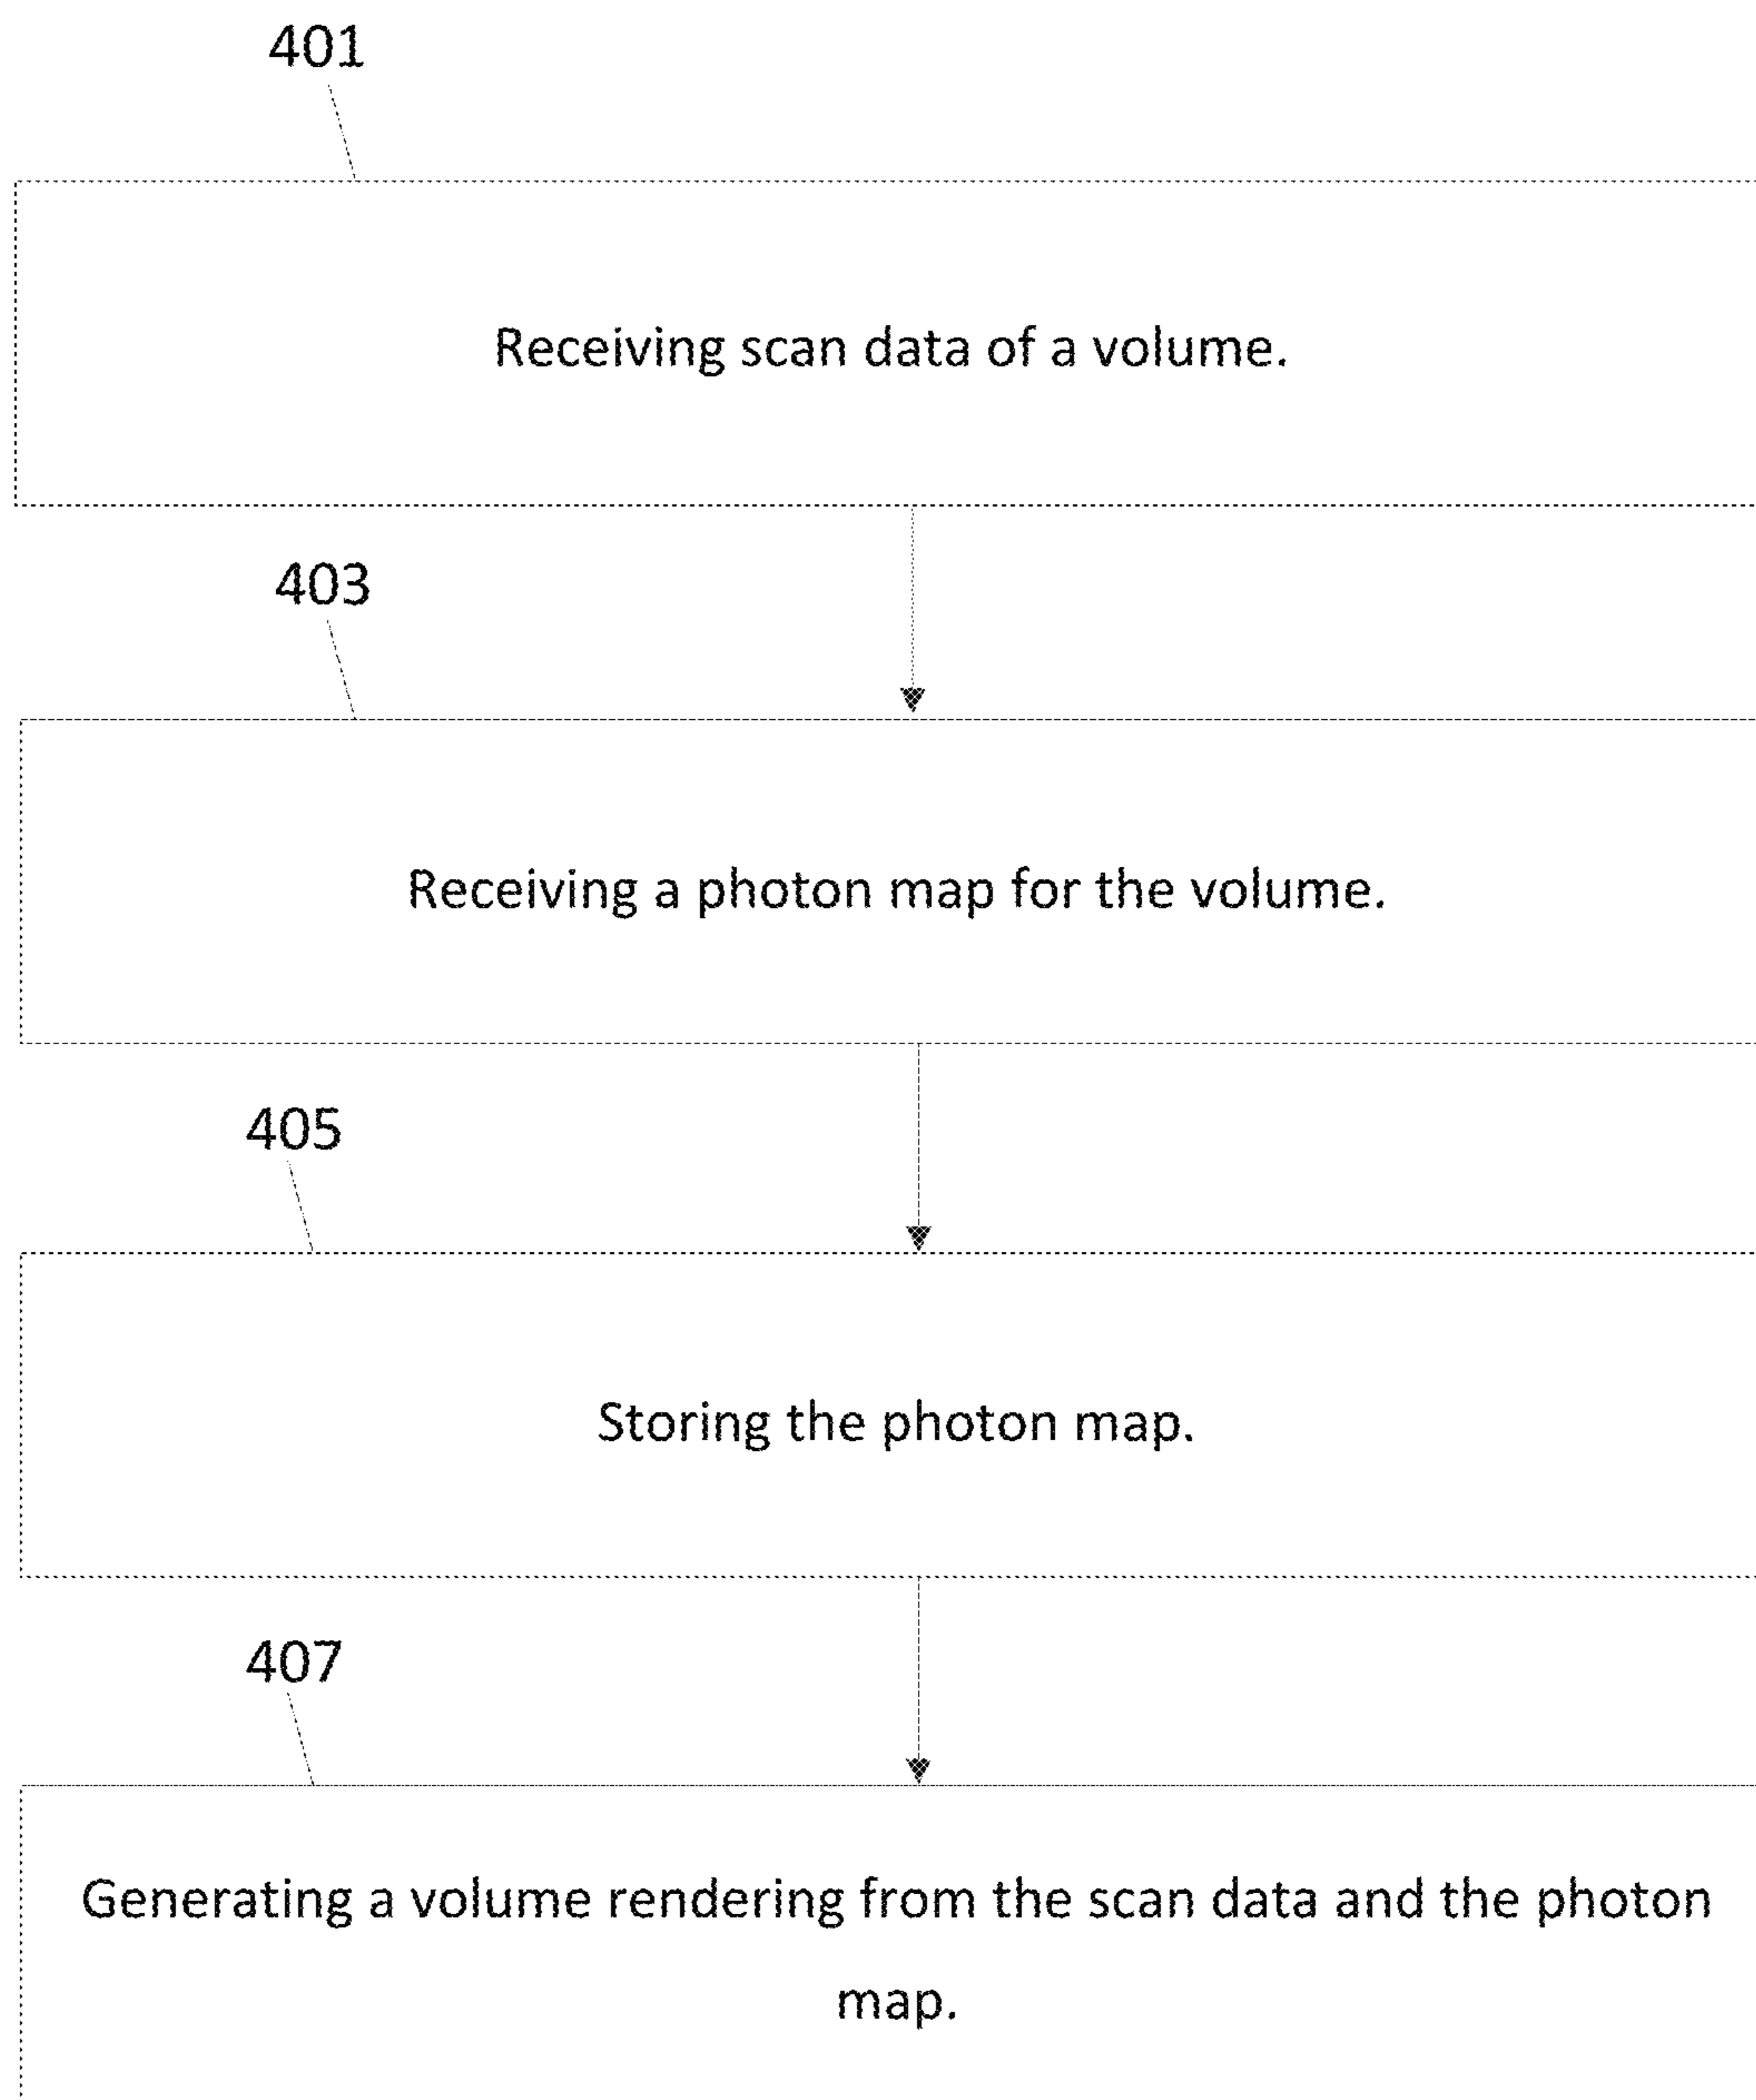 401
Receiving scan data of a volume.
403
Receiving a photon map for the volume.
405
Storing the photon map.
407
Generating a volume rendering from the scan data and the photon
map.